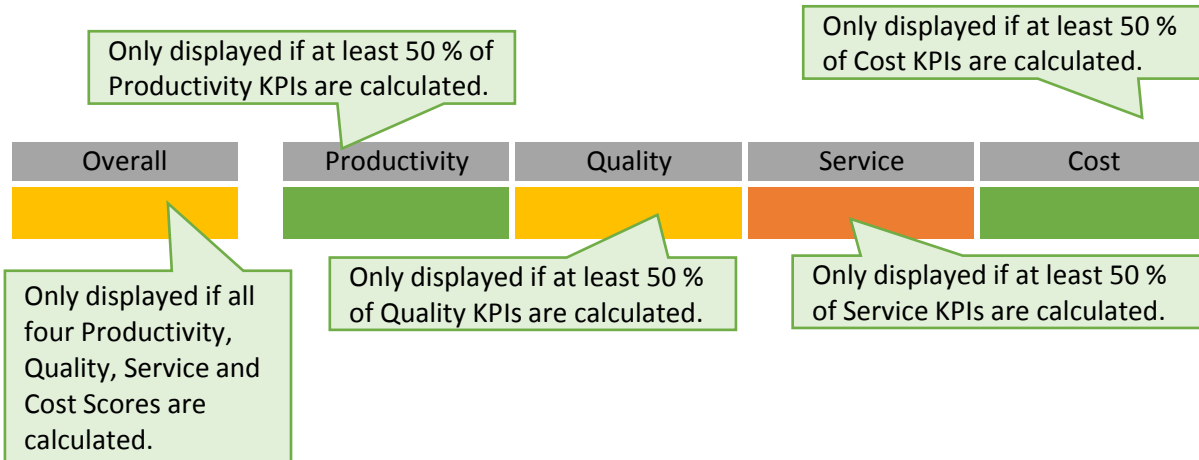 Only displayed if at least 50 % of
Productivity KPIs are calculated.
Only displayed if at least 50 %
of Cost KPIs are calculated.
Overall
Productivity
Quality
Service
Cost
Only displayed if all
four Productivity,
Quality, Service and
Cost Scores are
calculated.
Only displayed if at least 50 %
of Quality KPIs are calculated.
Only displayed if at least 50 %
of Service KPIs are calculated.